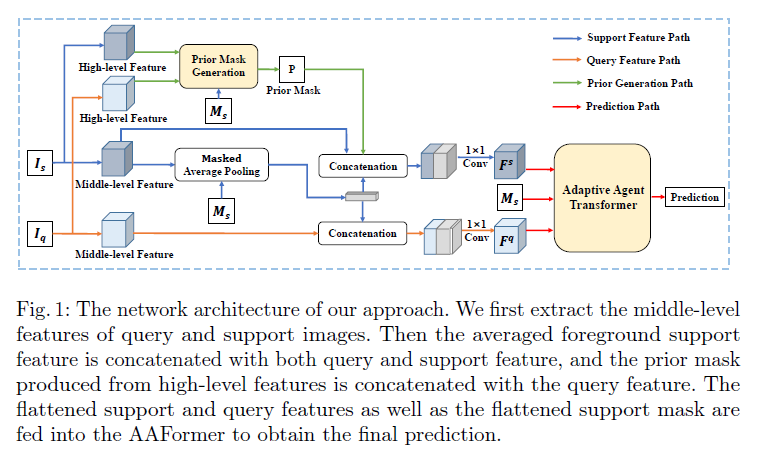 High-level Feature
Prior Mask
Generation
P
Prior Mask
Support Feature Path
Query Feature Path
Prior Generation Path
Prediction Path
High-level Feature
Mₛ
Iₛ
Middle-level Feature
Masked
Average Pooling
Concatenation
1×1
Conv
Fˢ
Mₛ
Mₛ
Adaptive Agent
Transformer
Prediction
I_q
Middle-level Feature
Concatenation
1×1
Conv
F^q
Fig. 1: The network architecture of our approach. We first extract the middle-level
features of query and support images. Then the averaged foreground support
feature is concatenated with both query and support feature, and the prior mask
produced from high-level features is concatenated with the query feature. The
flattened support and query features as well as the flattened support mask are
fed into the AAFormer to obtain the final prediction.